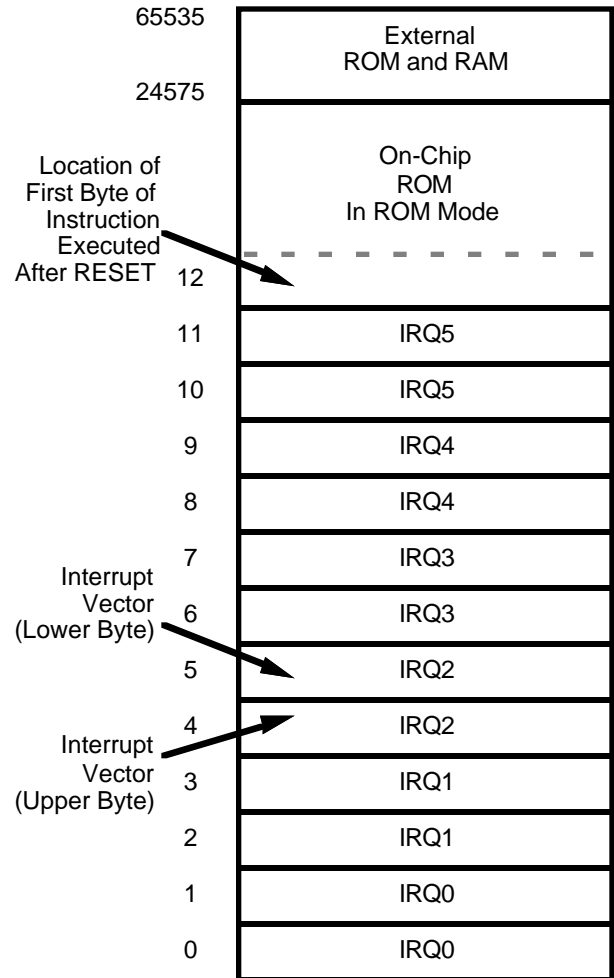 65535
External
ROM and RAM
24575
On-Chip
ROM
In ROM Mode
Location of
First Byte of
Instruction
Executed
After RESET
12
11
IRQ5
10
IRQ5
9
IRQ4
8
IRQ4
7
IRQ3
Interrupt
Vector
(Lower Byte)
6
IRQ3
5
IRQ2
4
IRQ2
Interrupt
Vector
(Upper Byte)
3
IRQ1
2
IRQ1
1
IRQ0
0
IRQ0